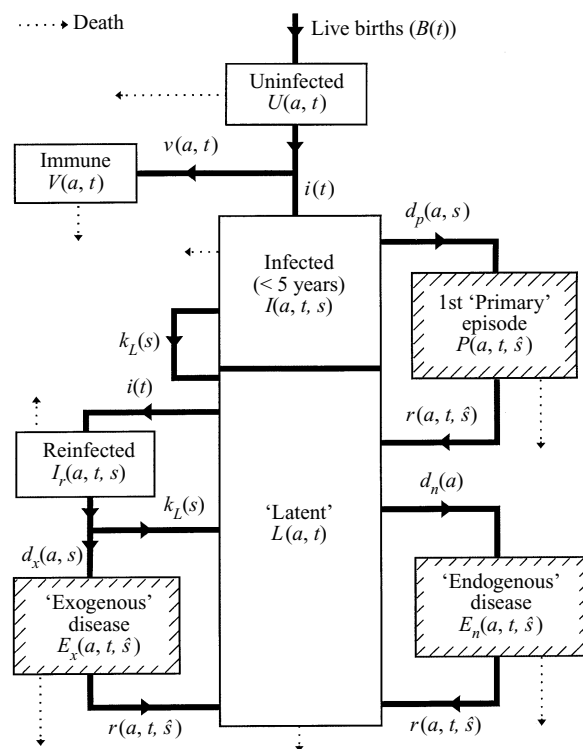 Death
Live births (B(t))
Uninfected
U(a, t)
v(a, t)
Immune
V(a, t)
i(t)
d_p(a, s)
Infected
(< 5 years)
I(a, t, s)
1st ‘Primary’
episode
P(a, t, ŝ)
k_L(s)
i(t)
r(a, t, ŝ)
Reinfected
I_r(a, t, s)
k_L(s)
‘Latent’
L(a, t)
d_n(a)
d_x(a, s)
‘Exogenous’
disease
E_x(a, t, ŝ)
‘Endogenous’
disease
E_n(a, t, ŝ)
r(a, t, ŝ)
r(a, t, ŝ)